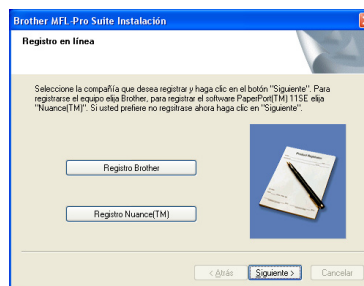 Brother MFL-Pro Suite Instalación
Registro en línea
Seleccione la compañía que desea registrar y haga clic en el botón "Siguiente". Para
registrarse el equipo elija Brother, para registrar el software PaperPort(TM) 11SE elija
"Nuance(TM)". Si usted prefiere no regsitrase ahora haga clic en "Siguiente".
Registro Brother
Registro Nuance(TM)
< Atrás
Siguiente >
Cancelar